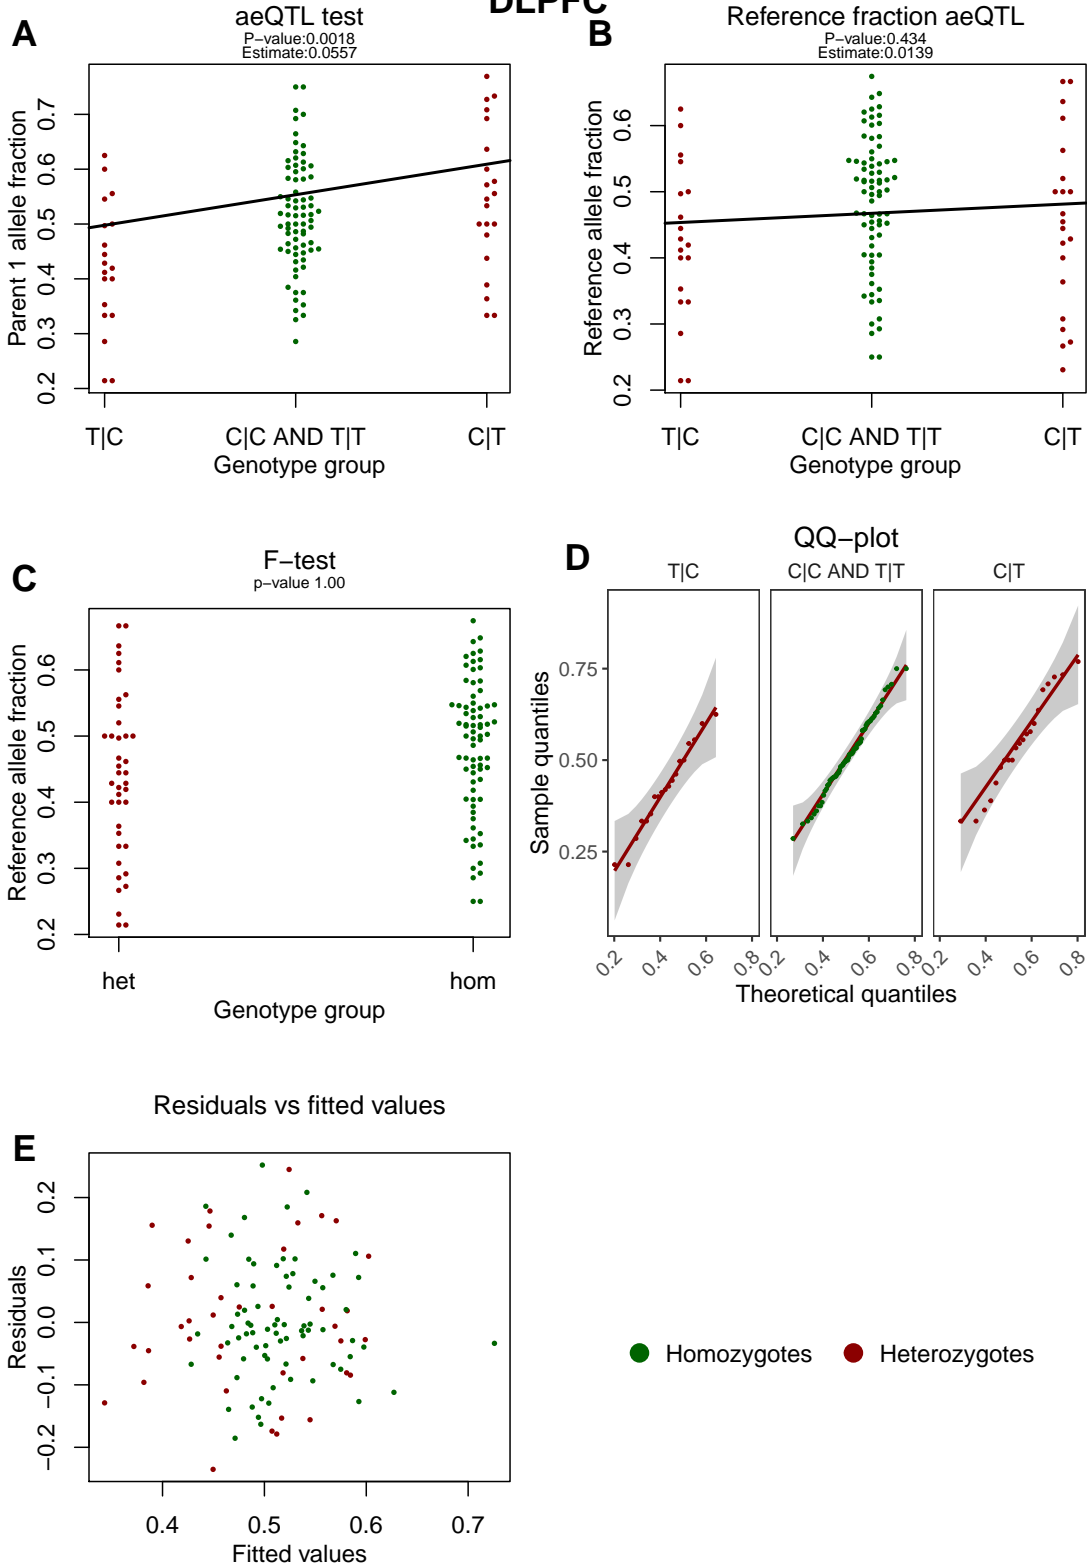 DLPFC
A
aeQTL test
P−value:0.0018
Estimate:0.0557
Parent 1 allele fraction
0.2 0.3 0.4 0.5 0.6 0.7
T|C C|C AND T|T C|T
Genotype group
B
Reference fraction aeQTL
P−value:0.434
Estimate:0.0139
Reference allele fraction
0.2 0.3 0.4 0.5 0.6
T|C C|C AND T|T C|T
Genotype group
C
F−test
p−value 1.00
Reference allele fraction
0.2 0.3 0.4 0.5 0.6
het hom
Genotype group
D
QQ−plot
T|C C|C AND T|T C|T
Sample quantiles
0.75
0.50
0.25
0.2 0.4 0.6 0.8 0.2 0.4 0.6 0.8 0.2 0.4 0.6 0.8
Theoretical quantiles
E
Residuals vs fitted values
Residuals
−0.2 −0.1 0.0 0.1 0.2
0.4 0.5 0.6 0.7
Fitted values
Homozygotes Heterozygotes